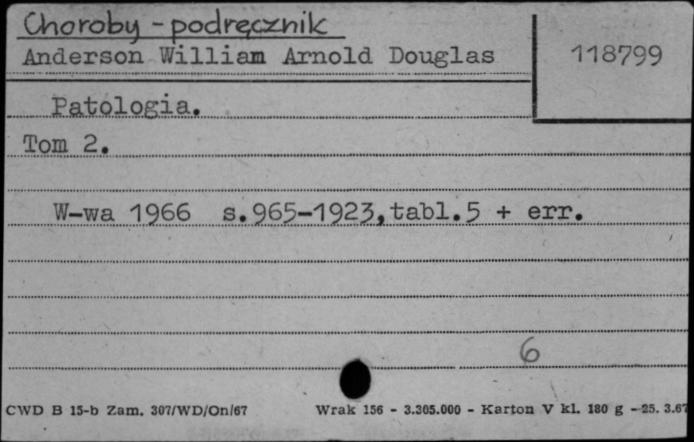 Choroby - podręcznik
Anderson William Arnold Douglas
118799
Patologia.
Tom 2.
W-wa 1966 s.965-1923,tabl.5 + err.
6
CWD B 15-b Zam. 307/WD/On/67 Wrak 156 - 3.305.000 - Karton V kl. 180 g - 25. 3.67